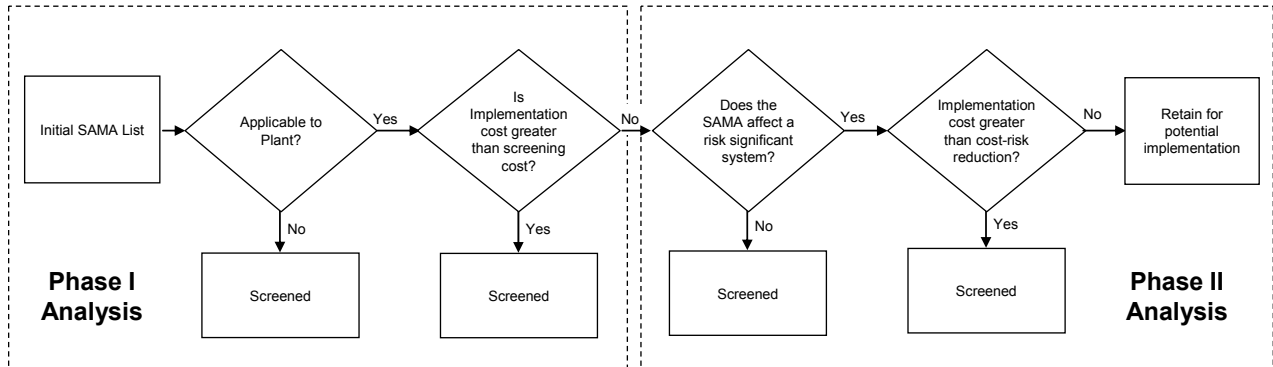 Initial SAMA List
Applicable to
Plant?
Yes
No
Screened
Is
Implementation
cost greater
than screening
cost?
No
Yes
Screened
Phase I
Analysis
Does the
SAMA affect a
risk significant
system?
Yes
No
Screened
Implementation
cost greater
than cost-risk
reduction?
No
Yes
Screened
Retain for
potential
implementation
Phase II
Analysis